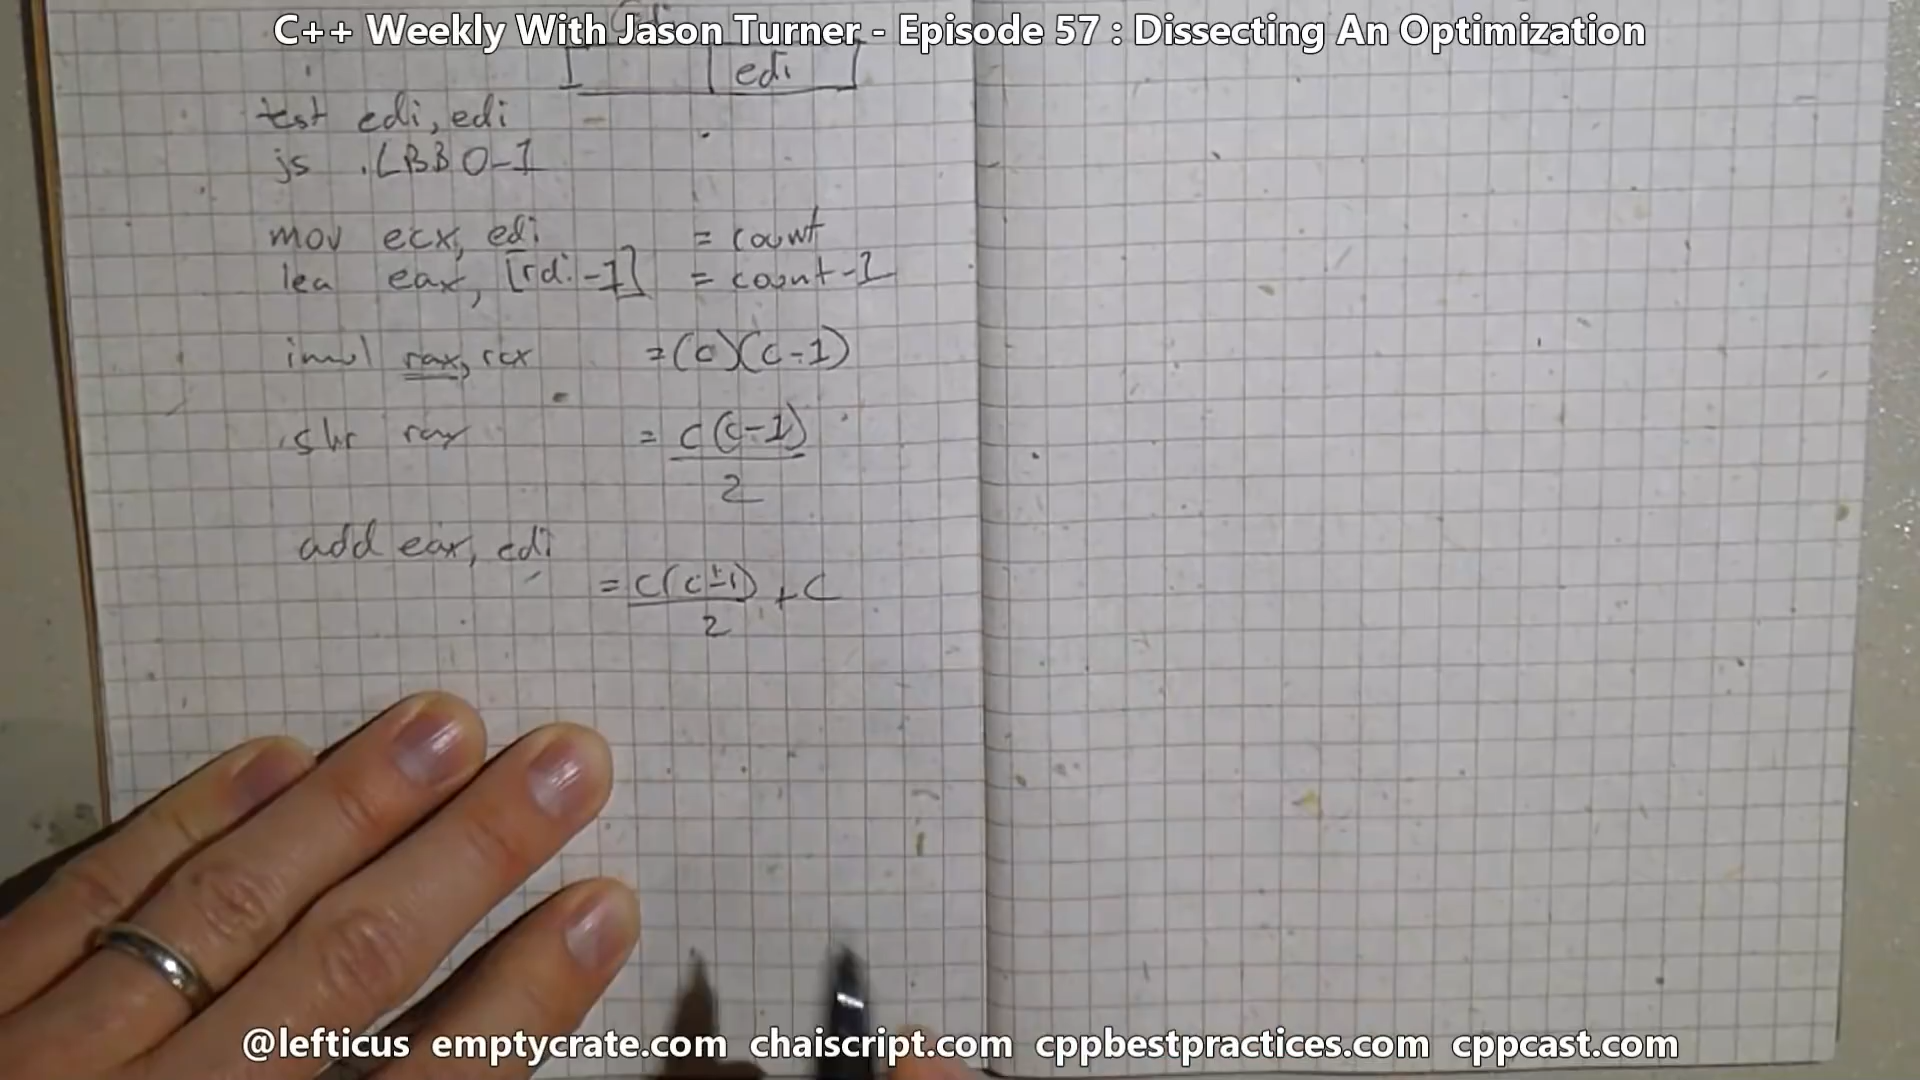 C++ Weekly With Jason Turner - Episode 57 : Dissecting An Optimization
edi
test edi, edi
js .LBB0_1
mov ecx, edi = count
lea eax, [rdi-1] = count-1
imul rax, rcx = (c)(c-1)
shr rax = c(c-1)
2
add eax, edi
= c(c-1) + c
2
@lefticus emptycrate.com chaiscript.com cppbestpractices.com cppcast.com